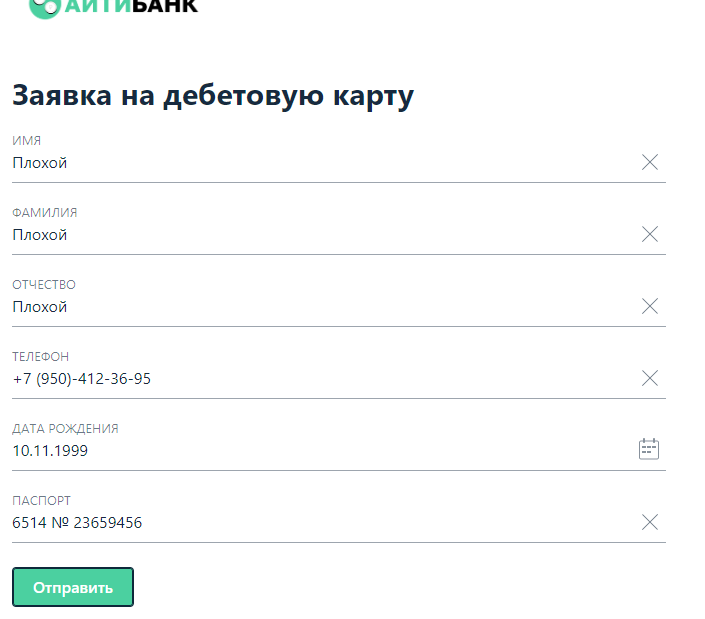 АЙТИБАНК
Заявка на дебетовую карту
ИМЯ
Плохой
ФАМИЛИЯ
Плохой
ОТЧЕСТВО
Плохой
ТЕЛЕФОН
+7 (950)-412-36-95
ДАТА РОЖДЕНИЯ
10.11.1999
ПАСПОРТ
6514 № 23659456
Отправить